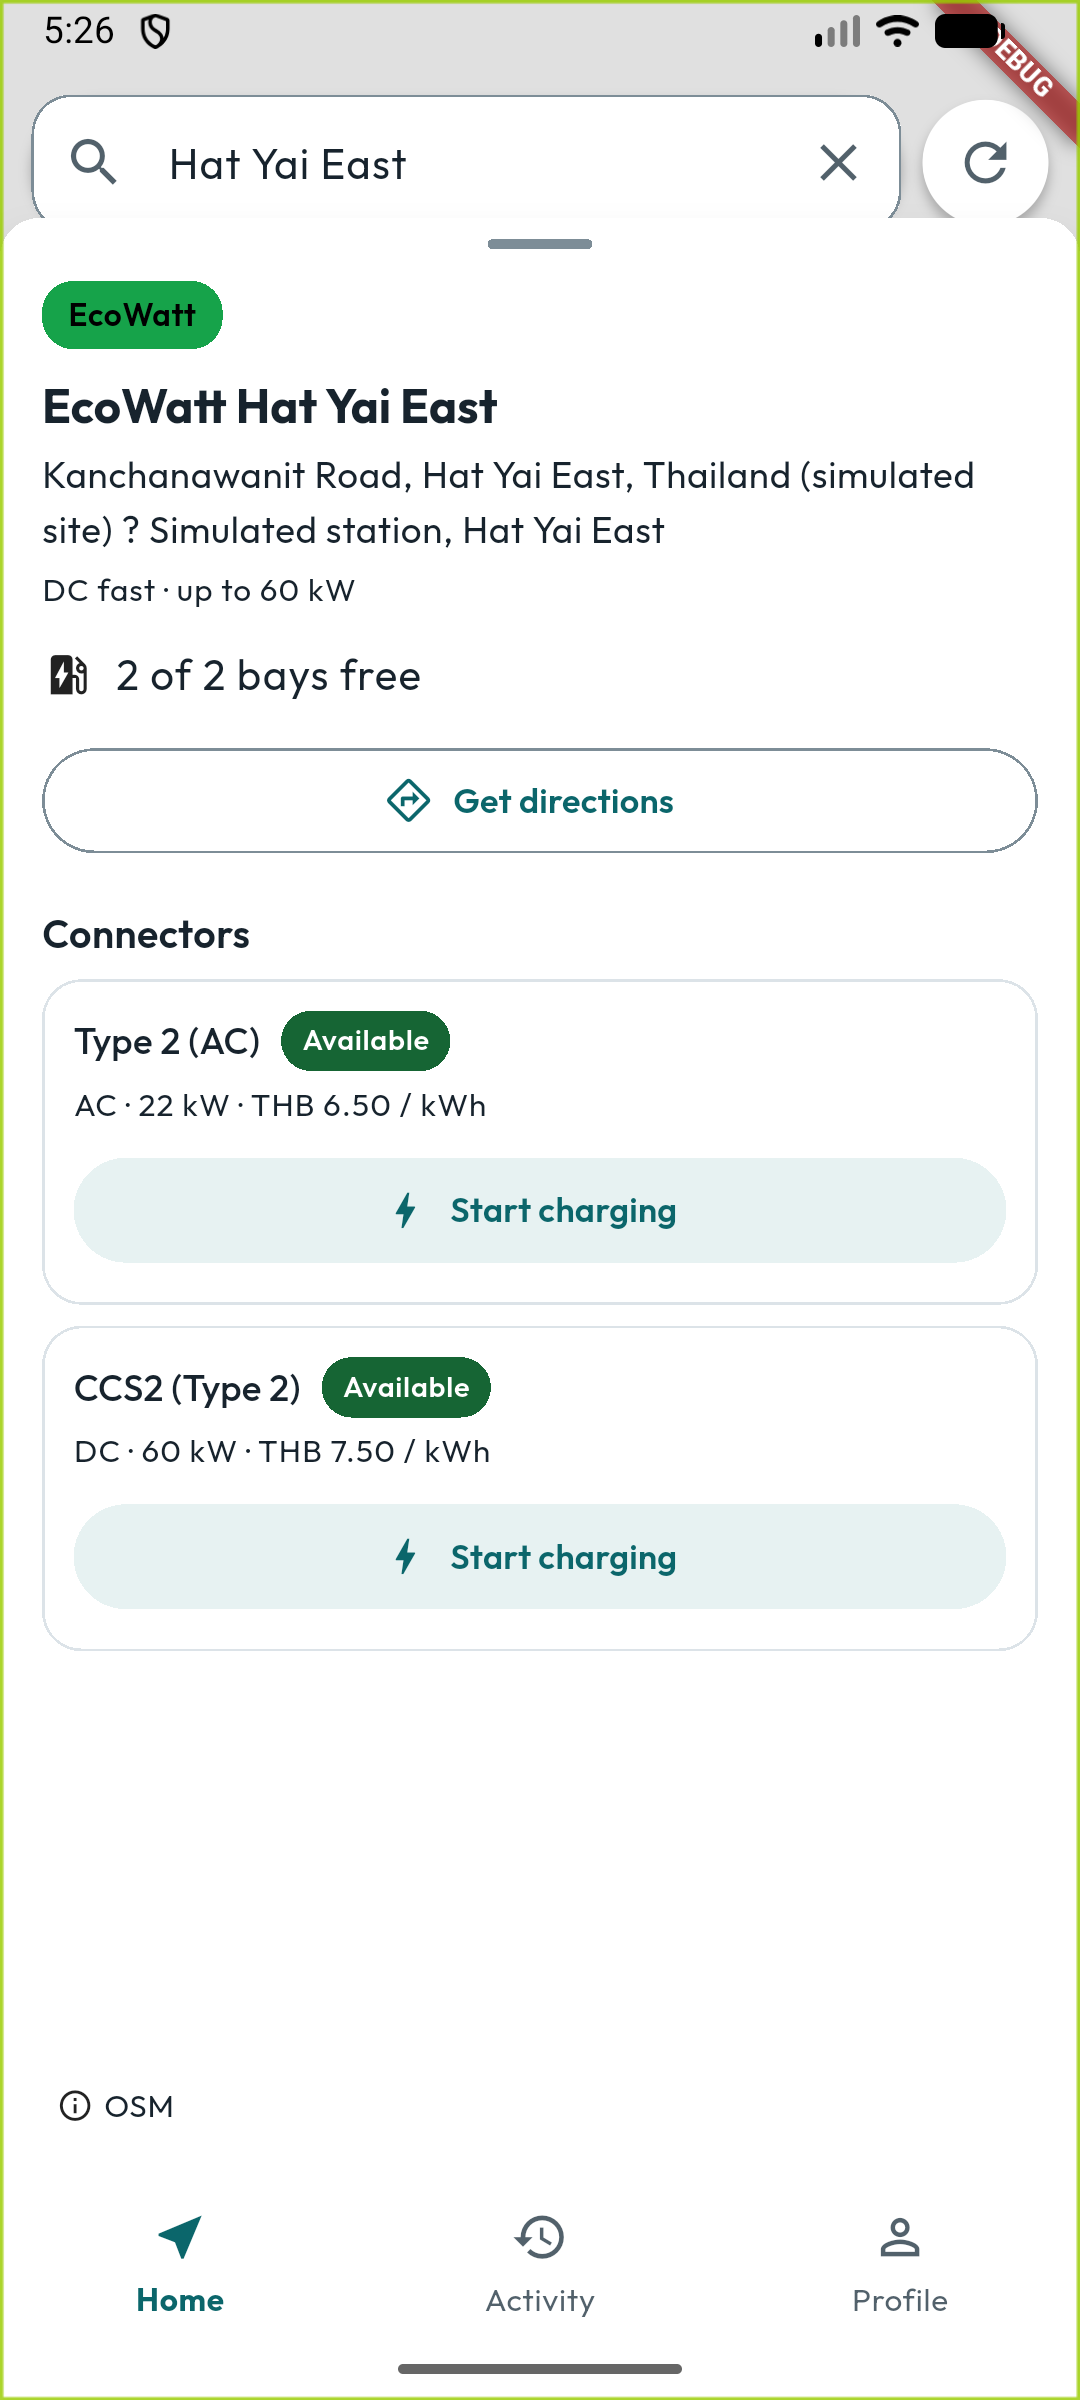 5:26
EBUG
Hat Yai East
EcoWatt
EcoWatt Hat Yai East
Kanchanawanit Road, Hat Yai East, Thailand (simulated
site) ? Simulated station, Hat Yai East
DC fast · up to 60 kW
2 of 2 bays free
Get directions
Connectors
Type 2 (AC) Available
AC · 22 kW · THB 6.50 / kWh
Start charging
CCS2 (Type 2) Available
DC · 60 kW · THB 7.50 / kWh
Start charging
OSM
Home Activity Profile